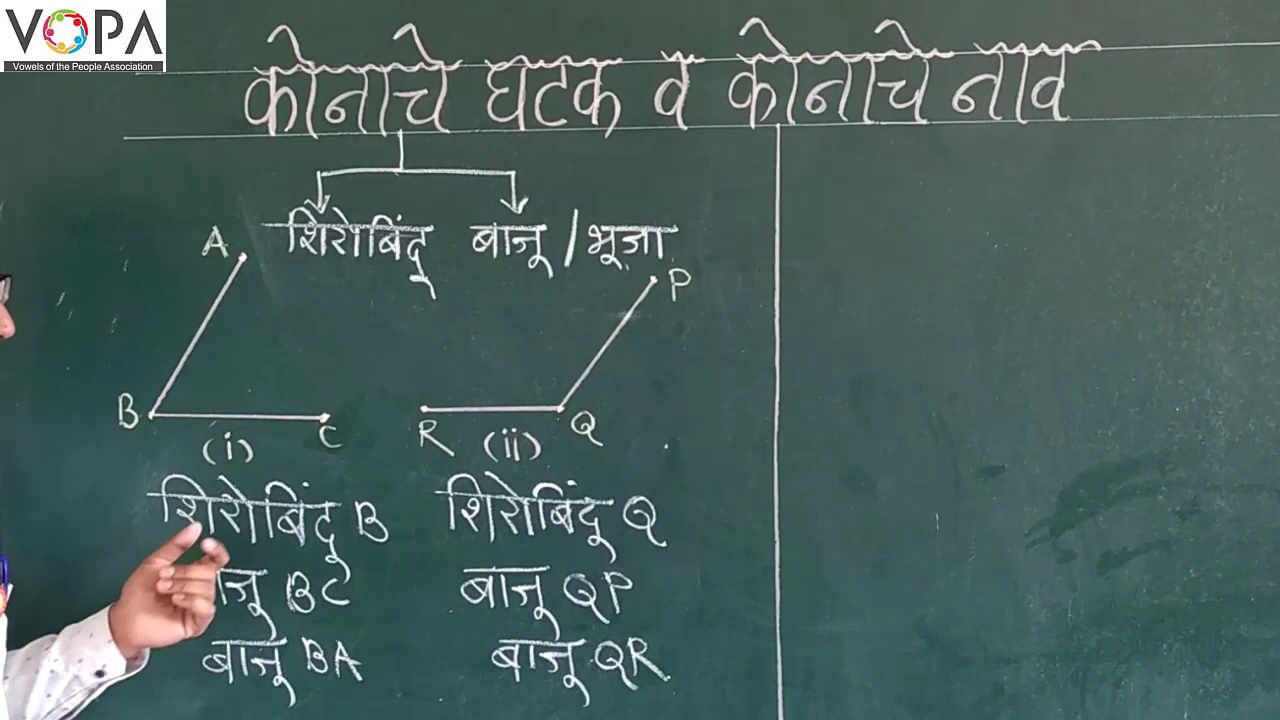 VOPA
Vowels of the People Association
कोनाचे घटक व कोनाचे नाव
शिरोबिंदू बाजू / भूजा
A
P
B
C
R
Q
(i)
(ii)
शिरोबिंदू B
बाजू BC
बाजू BA
शिरोबिंदू Q
बाजू QP
बाजू QR